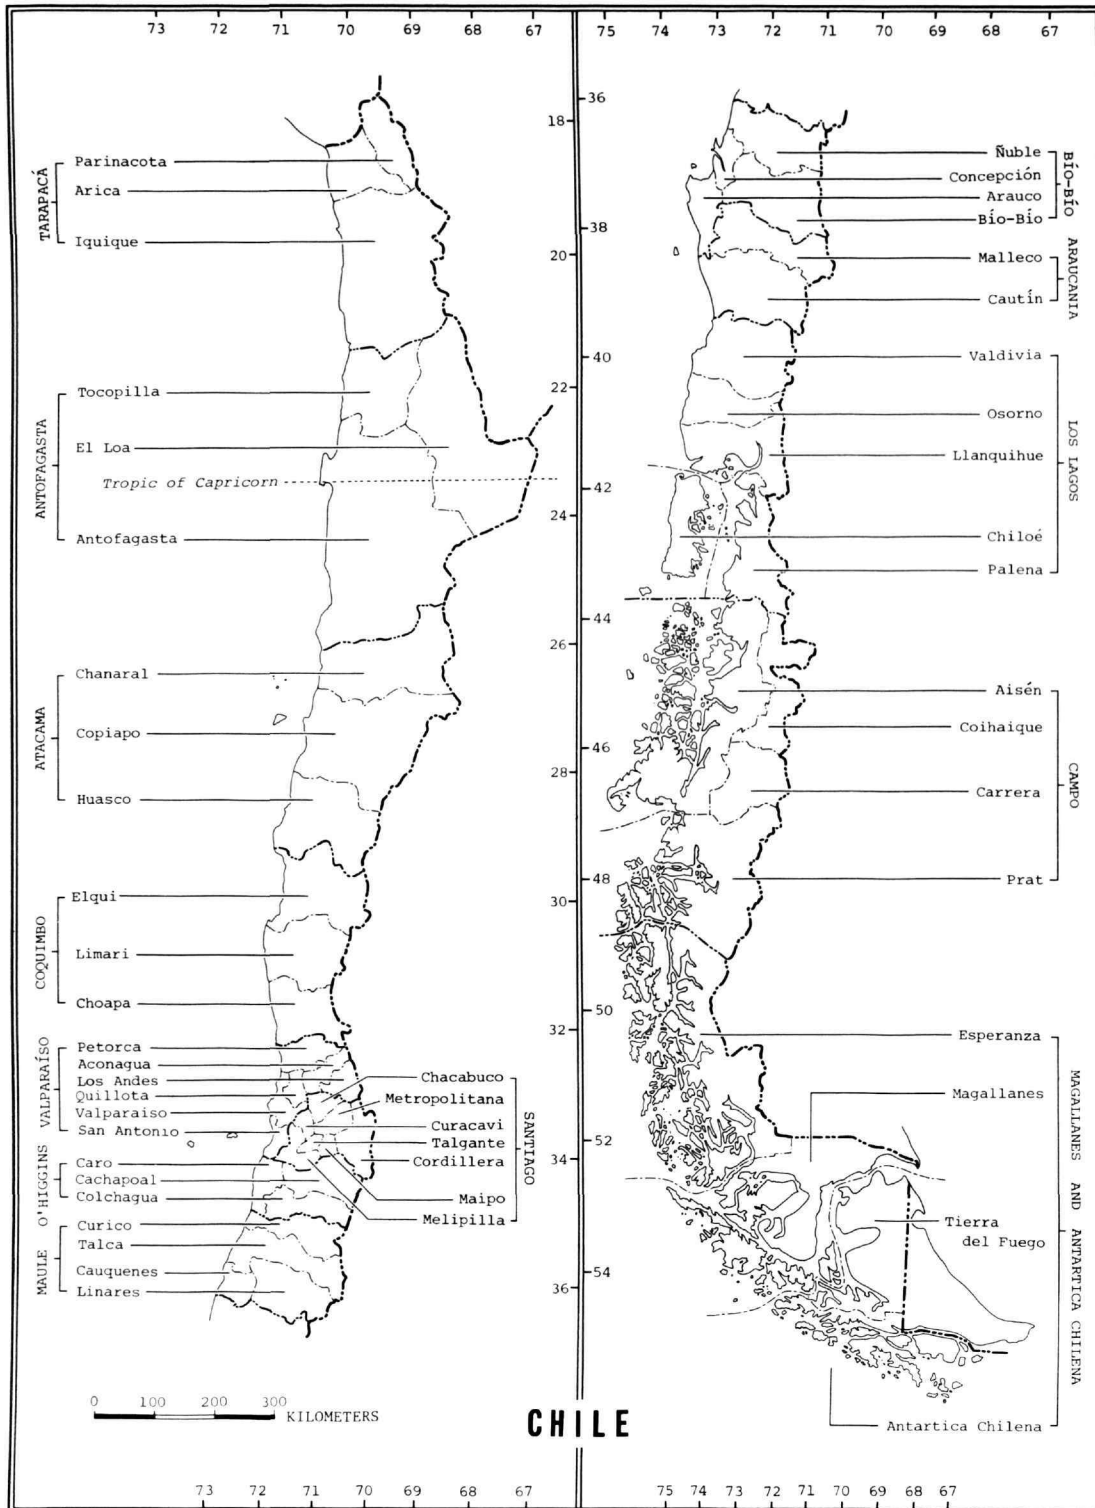 73 72 71 70 69 68 67
75 74 73 72 71 69 68 67
TARAPACÁ
Parinacota
Arica
Iquique
ANTOFAGASTA
Tocopilla
El Loa
Tropic of Capricorn
Antofagasta
ATACAMA
Chanaral
Copiapo
Huasco
COQUIMBO
Elqui
Limari
Choapa
VALPARAÍSO
Petorca
Aconagua
Los Andes
Quillota
Valparaiso
San Antonio
O'HIGGINS
Caro
Cachapoal
Colchagua
MAULE
Curico
Talca
Cauquenes
Linares
Chacabuco
Metropolitana
Curacavi
Talgante
Cordillera
Maipo
Melipilla
SANTIAGO
18
20
22
24
26
28
30
32
34
36
36
38
40
42
44
46
48
50
52
54
Ñuble
Concepción
Arauco
Bío-Bío
BÍO-BÍO
Malleco
Cautín
ARAUCANIA
Valdivia
Osorno
Llanquihue
Chiloé
Palena
LOS LAGOS
Aisén
Coihaique
Carrera
Prat
CAMPO
Esperanza
Magallanes
Tierra
del Fuego
Antartica Chilena
MAGALLANES AND ANTARTICA CHILENA
0 100 200 300
KILOMETERS
CHILE
73 72 71 70 69 68 67
75 74 73 72 71 70 69 68 67